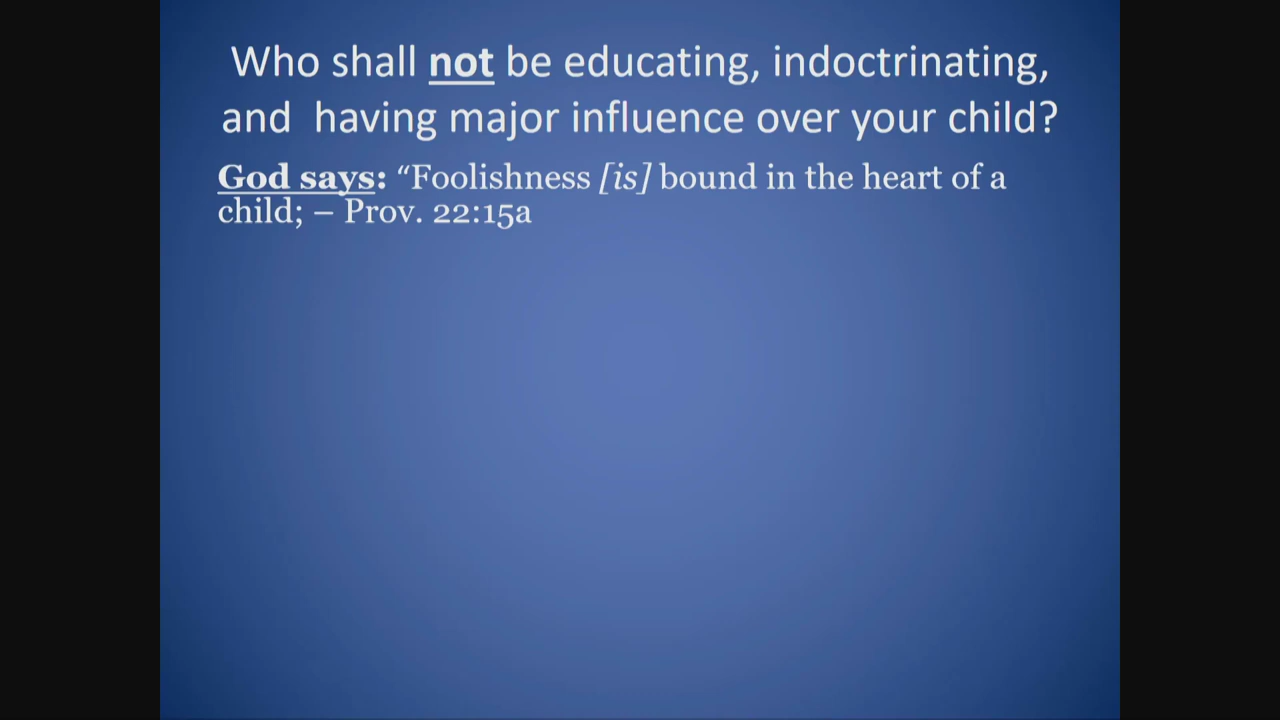 Who shall not be educating, indoctrinating,
and  having major influence over your child?
God says: “Foolishness [is] bound in the heart of a
child; – Prov. 22:15a